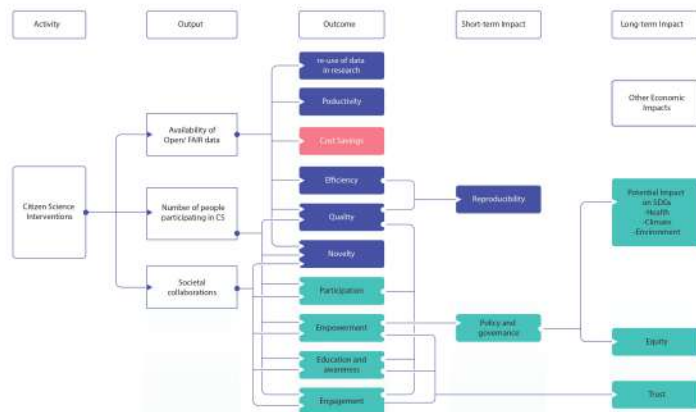 Activity
Output
Outcome
Short-term Impact
Long-term Impact
re-use of data
in research
Poductivity
Cost Savings
Efficiency
Quality
Novelty
Participation
Empowerment
Education and
awareness
Engagement
Availability of
Open/ FAIR data
Number of people
participating in CS
Societal
collaborations
Citizen Science
Interventions
Reproducibility
Policy and
governance
Other Economic
Impacts
Potential Impact
on SDGs
-Health
-Climate
-Environment
Equity
Trust